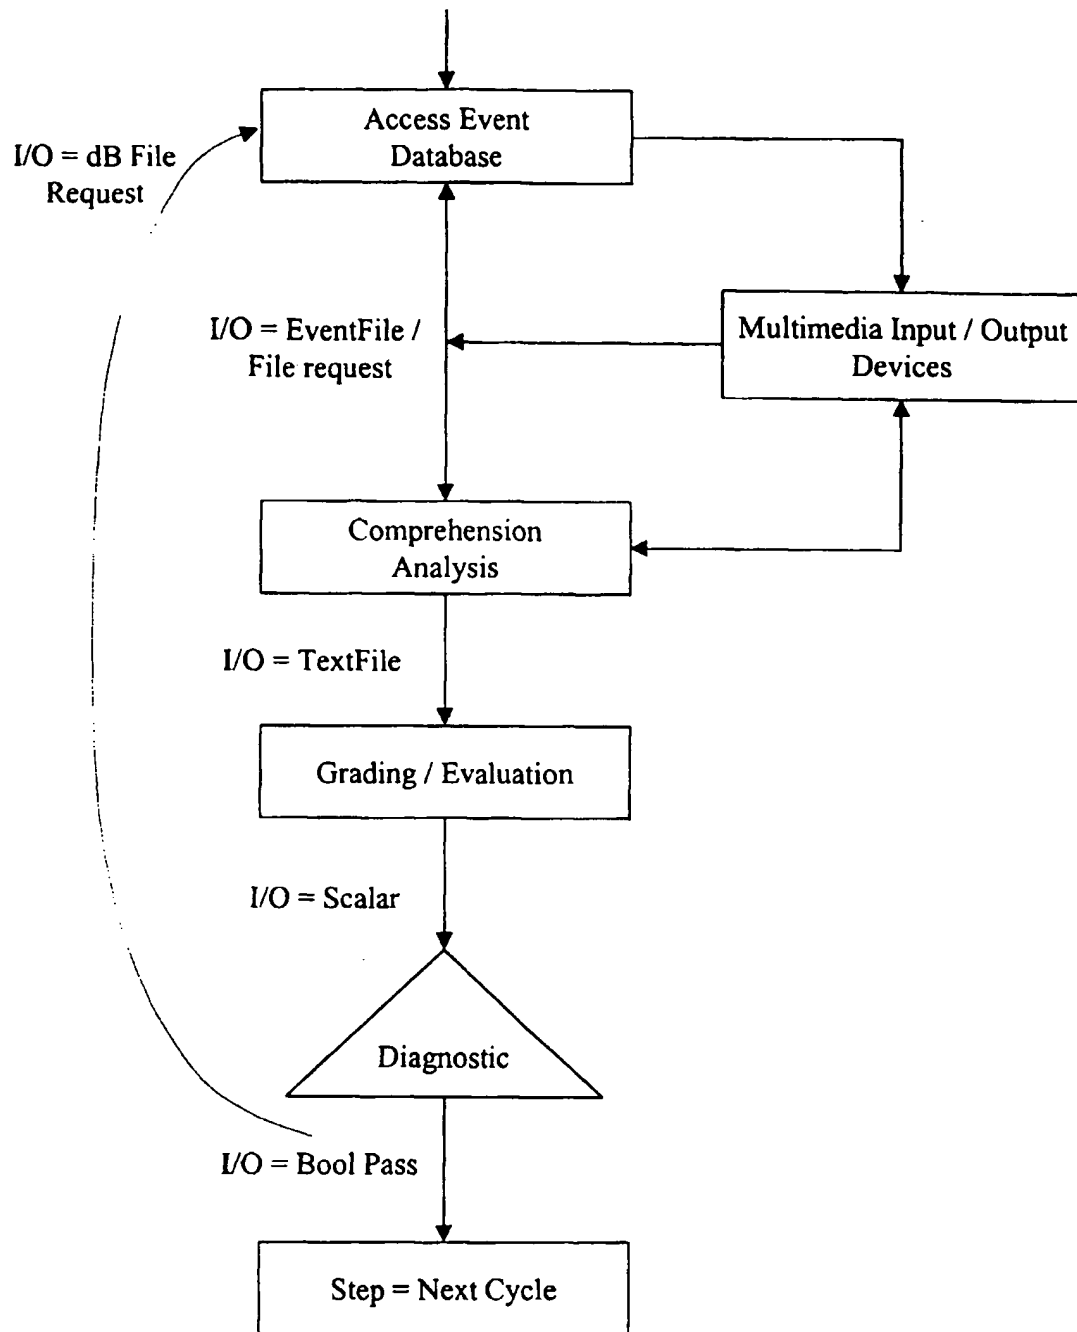 Access Event
Database
I/O = dB File
Request
I/O = EventFile /
File request
Multimedia Input / Output
Devices
Comprehension
Analysis
I/O = TextFile
Grading / Evaluation
I/O = Scalar
Diagnostic
I/O = Bool Pass
Step = Next Cycle